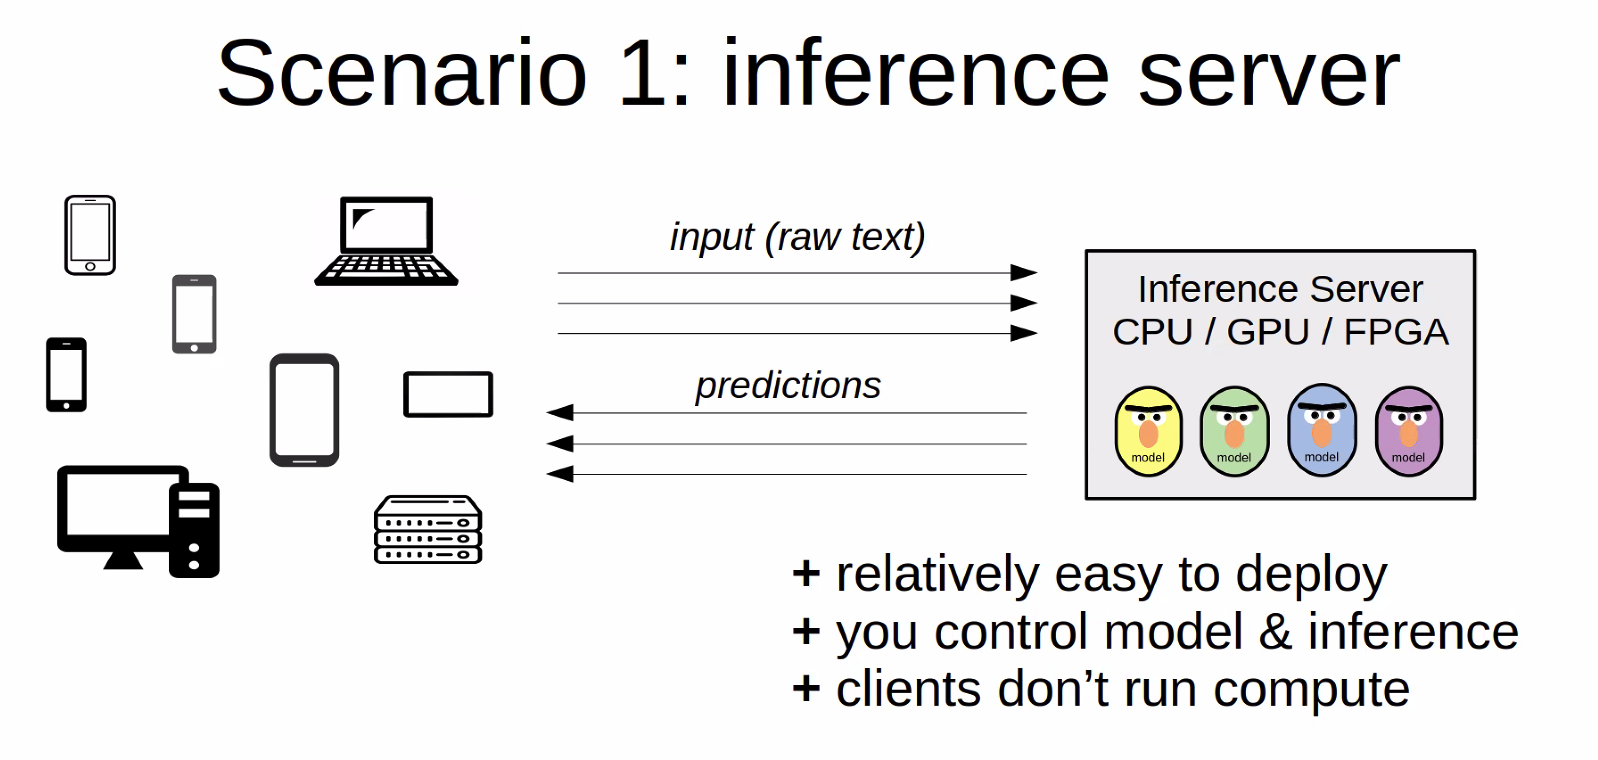 Scenario 1: inference server
input (raw text)
predictions
Inference Server
CPU / GPU / FPGA
model model model model
+ relatively easy to deploy
+ you control model & inference
+ clients don’t run compute